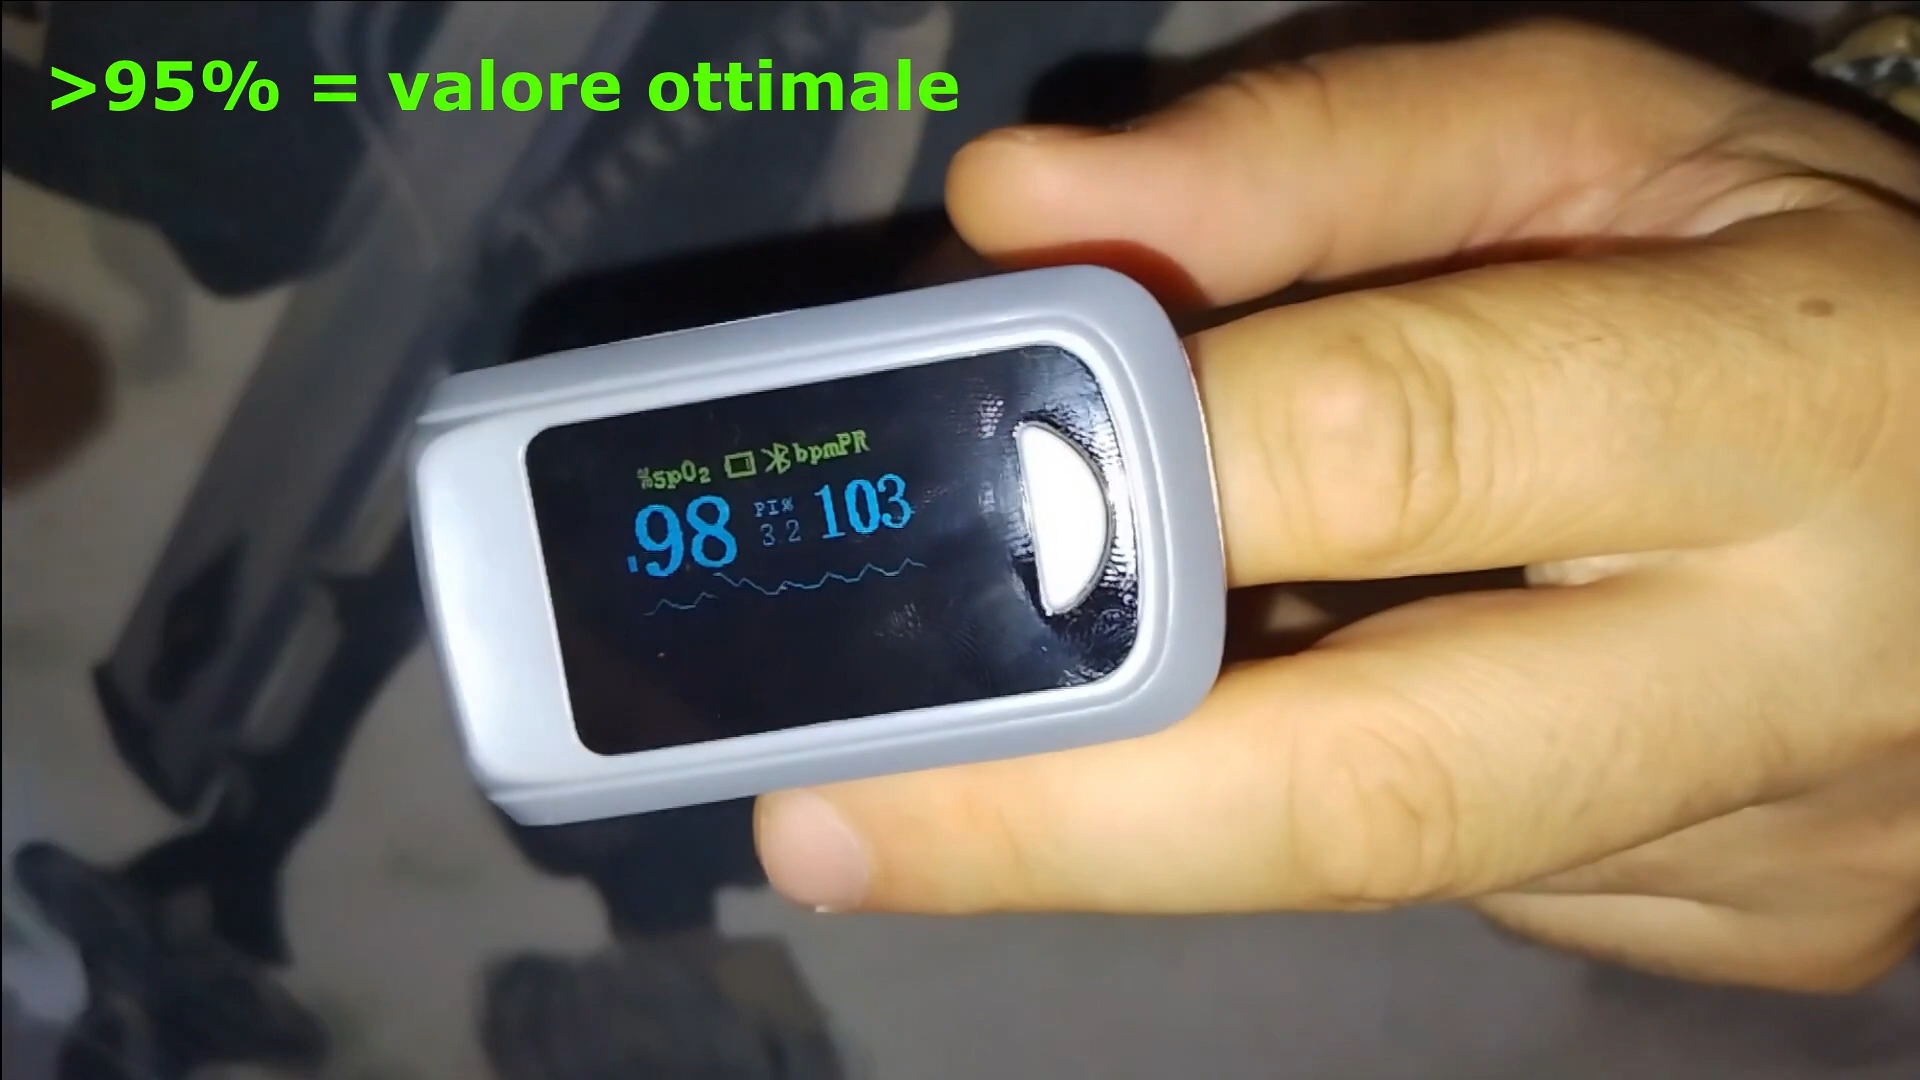 >95% = valore ottimale
%spO₂ bpmPR
98 PI% 103
3 2